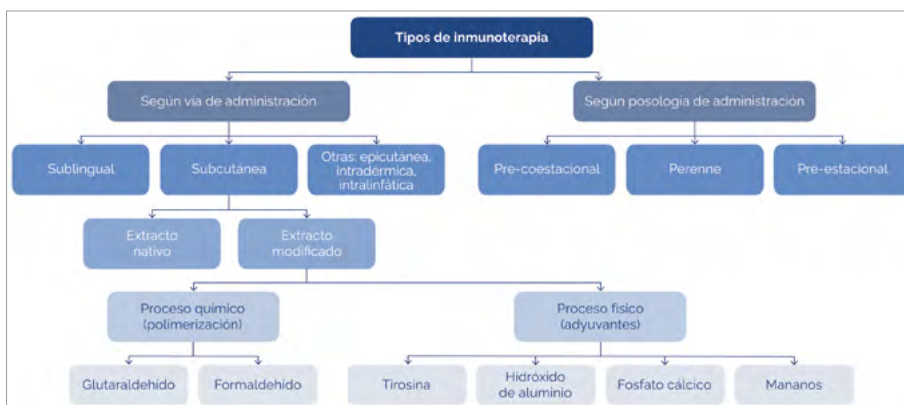 Tipos de inmunoterapia
Según vía de administración
Según posología de administración
Sublingual
Subcutánea
Otras: epicutánea,
intradérmica,
intralinfática
Pre-coestacional
Perenne
Pre-estacional
Extracto
nativo
Extracto
modificado
Proceso químico
(polimerización)
Proceso físico
(adyuvantes)
Glutaraldehído
Formaldehído
Tirosina
Hidróxido
de aluminio
Fosfato cálcico
Mananos